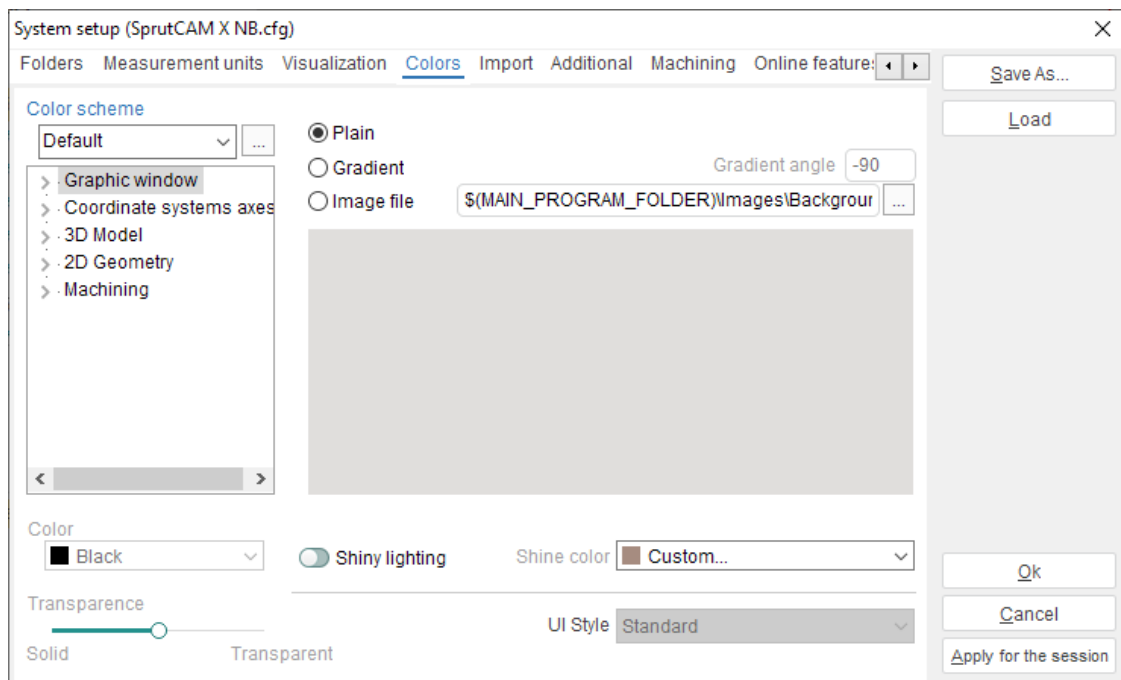 System setup (SprutCAM X NB.cfg)
Folders Measurement units Visualization Colors Import Additional Machining Online feature
Save As...
Load
Color scheme
Default
...
Graphic window
Coordinate systems axes
3D Model
2D Geometry
Machining
Plain
Gradient
Gradient angle -90
Image file $(MAIN_PROGRAM_FOLDER)\Images\Backgrour ...
Color
Black
Shiny lighting
Shine color Custom...
Transparence
Solid Transparent
UI Style Standard
Ok
Cancel
Apply for the session